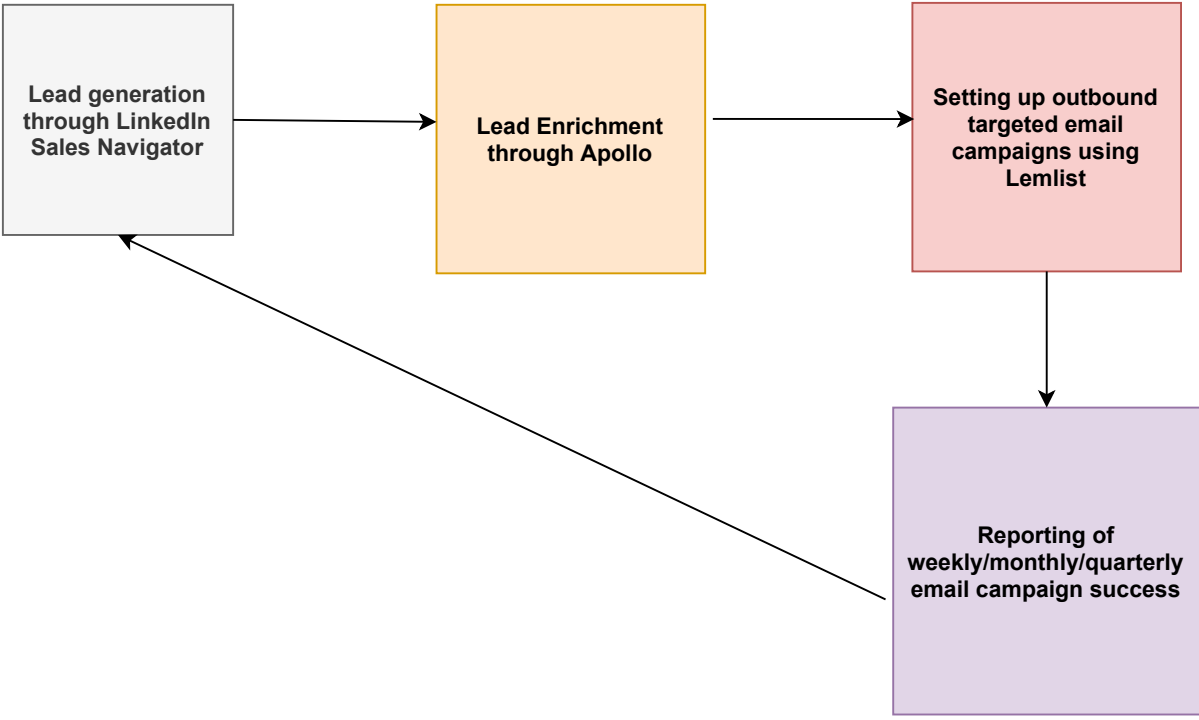 Lead generation
through LinkedIn
Sales Navigator
Lead Enrichment
through Apollo
Setting up outbound
targeted email
campaigns using
Lemlist
Reporting of
weekly/monthly/quarterly
email campaign success